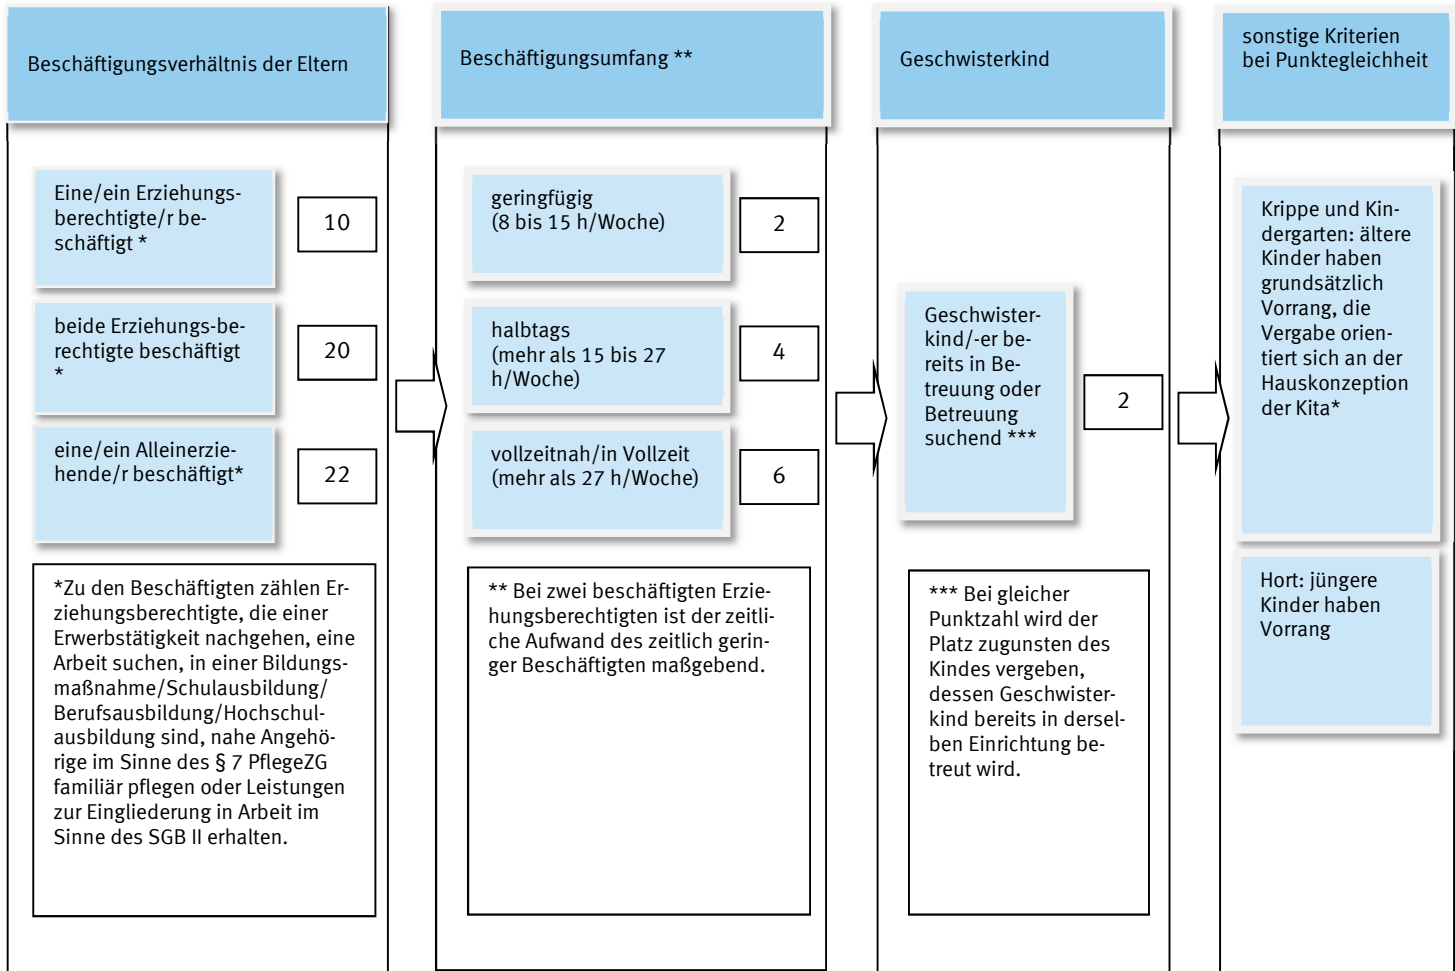 Beschäftigungsverhältnis der Eltern
Eine/ein Erziehungs-
berechtigte/r be-
schäftigt *
10
beide Erziehungs-be-
rechtigte beschäftigt
*
20
eine/ein Alleinerzie-
hende/r beschäftigt*
22
*Zu den Beschäftigten zählen Er-
ziehungsberechtigte, die einer
Erwerbstätigkeit nachgehen, eine
Arbeit suchen, in einer Bildungs-
maßnahme/Schulausbildung/
Berufsausbildung/Hochschul-
ausbildung sind, nahe Angehö-
rige im Sinne des § 7 PflegeZG
familiär pflegen oder Leistungen
zur Eingliederung in Arbeit im
Sinne des SGB II erhalten.
Beschäftigungsumfang **
geringfügig
(8 bis 15 h/Woche)
2
halbtags
(mehr als 15 bis 27
h/Woche)
4
vollzeitnah/in Vollzeit
(mehr als 27 h/Woche)
6
** Bei zwei beschäftigten Erzie-
hungsberechtigten ist der zeitli-
che Aufwand des zeitlich gerin-
ger Beschäftigten maßgebend.
Geschwisterkind
Geschwister-
kind/-er be-
reits in Be-
treuung oder
Betreuung
suchend ***
2
*** Bei gleicher
Punktzahl wird der
Platz zugunsten des
Kindes vergeben,
dessen Geschwister-
kind bereits in dersel-
ben Einrichtung be-
treut wird.
sonstige Kriterien
bei Punktegleichheit
Krippe und Kin-
dergarten: ältere
Kinder haben
grundsätzlich
Vorrang, die
Vergabe orien-
tiert sich an der
Hauskonzeption
der Kita*
Hort: jüngere
Kinder haben
Vorrang